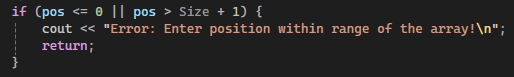 if (pos <= 0 || pos > Size + 1) {
    cout << "Error: Enter position within range of the array!\n";
    return;
}